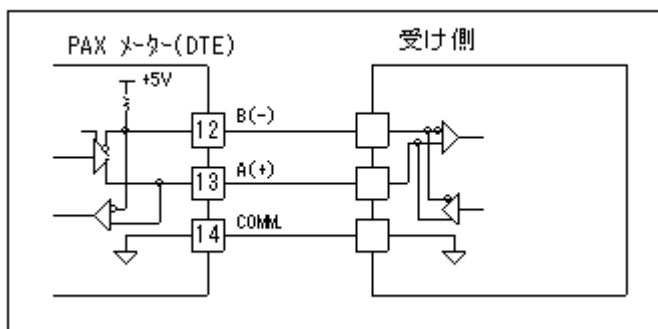 PAX メーター(DTE)
受け側
+5V
12
B(-)
13
A(+)
14
COMM.